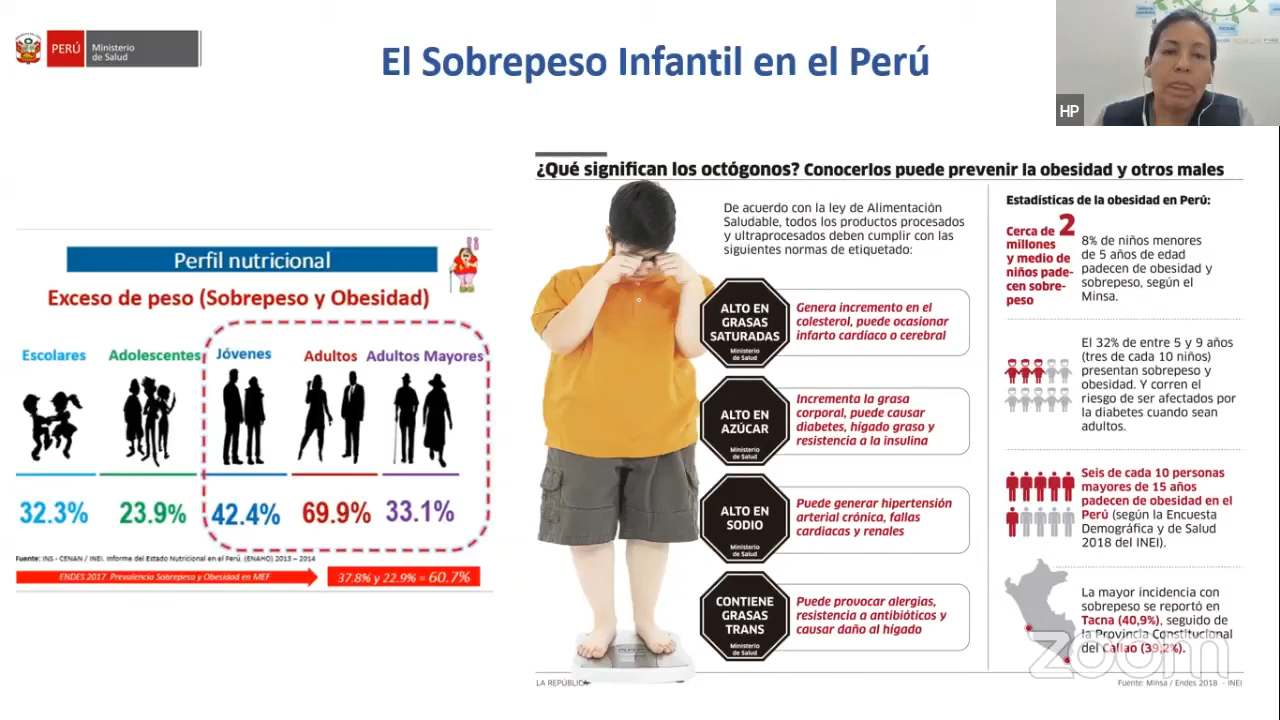 PERÚ
Ministerio
de Salud
El Sobrepeso Infantil en el Perú
HP
Perfil nutricional
Exceso de peso (Sobrepeso y Obesidad)
Escolares
Adolescentes
Jóvenes
Adultos
Adultos Mayores
32.3%
23.9%
42.4%
69.9%
33.1%
Fuente: INS - CENAN / INEI. Informe del Estado Nutricional en el Perú. (ENAHO) 2013 – 2014
ENDES 2017: Prevalencia Sobrepeso y Obesidad en MEF
37.8% y 22.9% = 60.7%
¿Qué significan los octógonos? Conocerlos puede prevenir la obesidad y otros males
De acuerdo con la ley de Alimentación
Saludable, todos los productos procesados
y ultraprocesados deben cumplir con las
siguientes normas de etiquetado:
ALTO EN
GRASAS
SATURADAS
Ministerio
de Salud
Genera incremento en el
colesterol, puede ocasionar
infarto cardíaco o cerebral
ALTO EN
AZÚCAR
Ministerio
de Salud
Incrementa la grasa
corporal, puede causar
diabetes, hígado graso y
resistencia a la insulina
ALTO EN
SODIO
Ministerio
de Salud
Puede generar hipertensión
arterial crónica, fallas
cardiacas y renales
CONTIENE
GRASAS
TRANS
Ministerio
de Salud
Puede provocar alergias,
resistencia a antibióticos y
causar daño al hígado
LA REPÚBLICA
Estadísticas de la obesidad en Perú:
Cerca de 2
millones
y medio de
niños pade-
cen sobre-
peso
8% de niños menores
de 5 años de edad
padecen de obesidad y
sobrepeso, según el
Minsa.
El 32% de entre 5 y 9 años
(tres de cada 10 niños)
presentan sobrepeso y
obesidad. Y corren el
riesgo de ser afectados por
la diabetes cuando sean
adultos.
Seis de cada 10 personas
mayores de 15 años
padecen de obesidad en el
Perú (según la Encuesta
Demográfica y de Salud
2018 del INEI).
La mayor incidencia con
sobrepeso se reportó en
Tacna (40,9%), seguido de
la Provincia Constitucional
del Callao (39,2%).
zoom
Fuente: Minsa / Endes 2018 - INEI